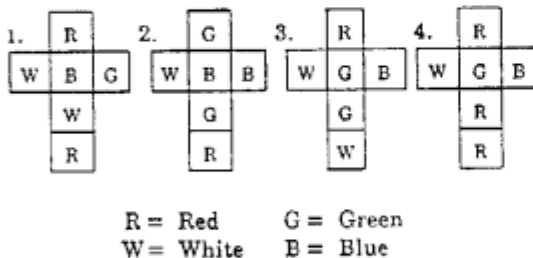 1. R 2. G 3. R 4. R
W B G W B B W G B W G B
W G G R
R R W R
R = Red G = Green
W = White B = Blue